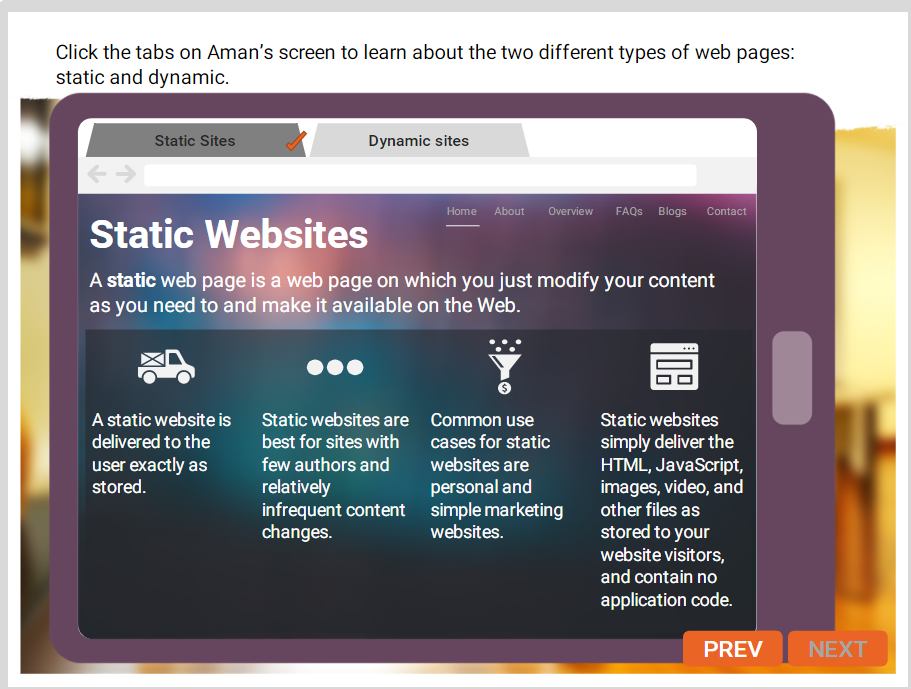 Click the tabs on Aman’s screen to learn about the two different types of web pages:
static and dynamic.
Static Sites
Dynamic sites
Home About Overview FAQs Blogs Contact
Static Websites
A static web page is a web page on which you just modify your content
as you need to and make it available on the Web.
A static website is
delivered to the
user exactly as
stored.
Static websites are
best for sites with
few authors and
relatively
infrequent content
changes.
$
Common use
cases for static
websites are
personal and
simple marketing
websites.
Static websites
simply deliver the
HTML, JavaScript,
images, video, and
other files as
stored to your
website visitors,
and contain no
application code.
PREV
NEXT